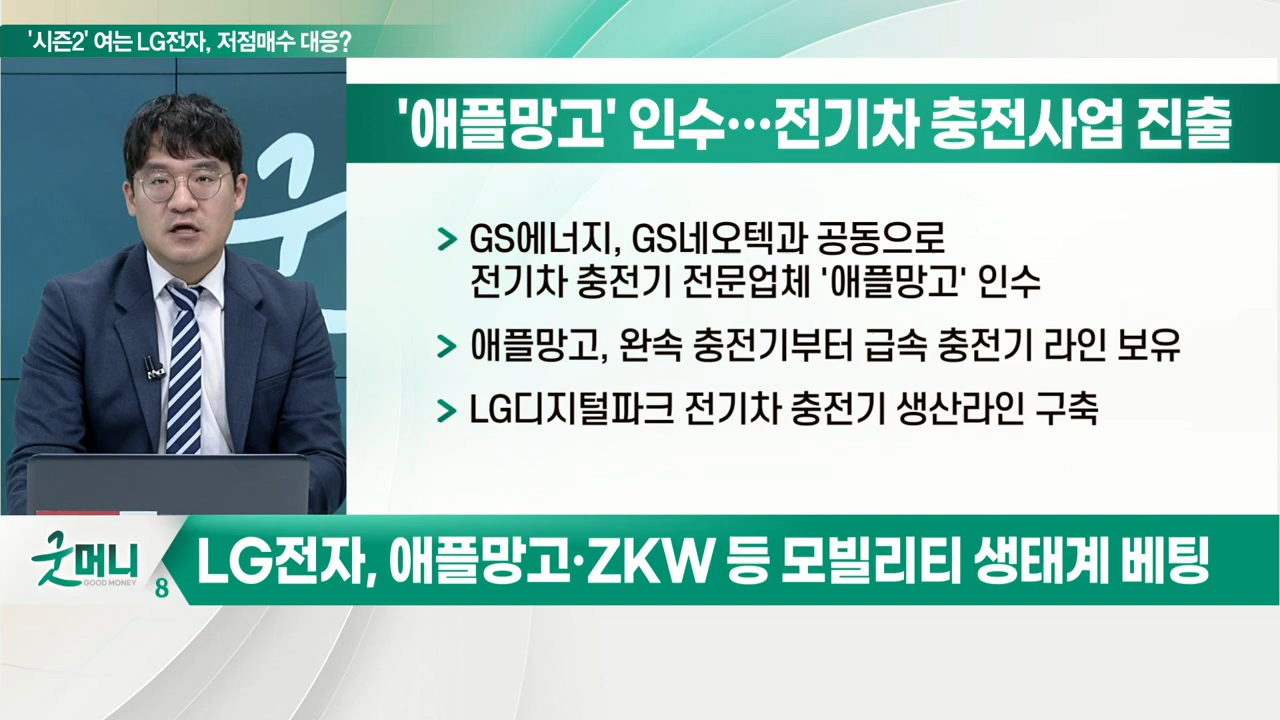 '시즌2' 여는 LG전자, 저점매수 대응?
'애플망고' 인수…전기차 충전사업 진출
> GS에너지, GS네오텍과 공동으로
전기차 충전기 전문업체 '애플망고' 인수
> 애플망고, 완속 충전기부터 급속 충전기 라인 보유
> LG디지털파크 전기차 충전기 생산라인 구축
굿머니
GOOD MONEY
8
LG전자, 애플망고·ZKW 등 모빌리티 생태계 베팅